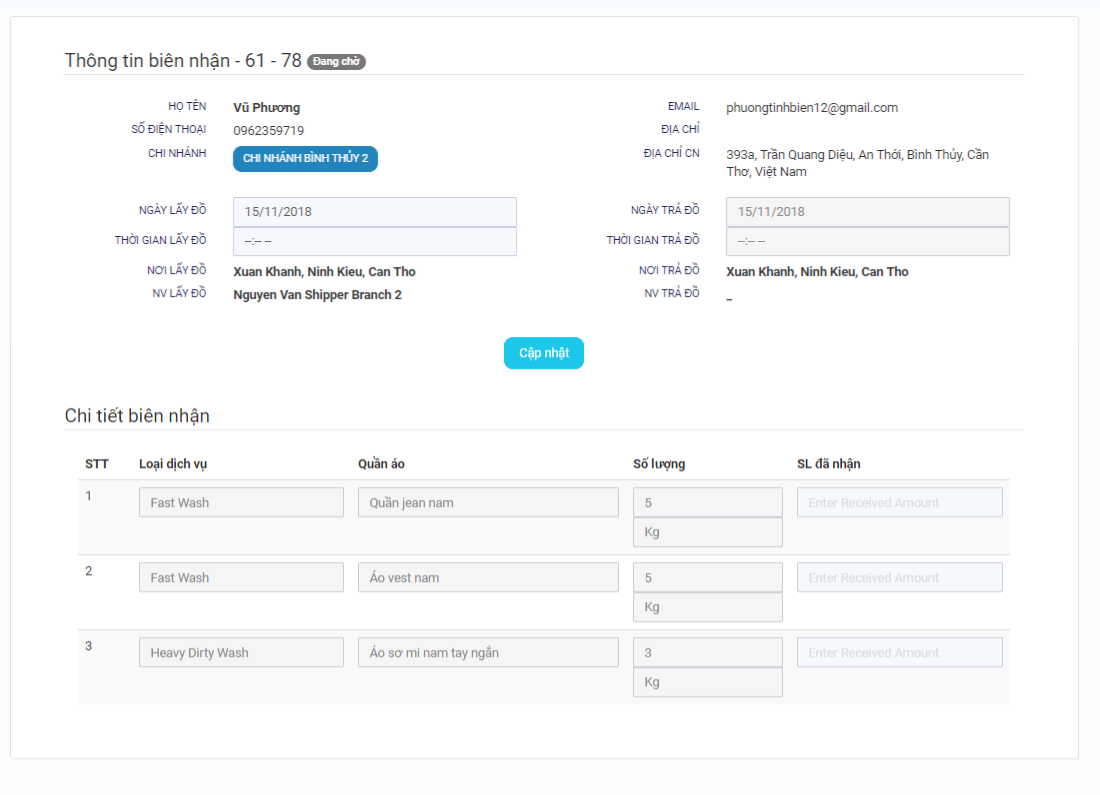 Thông tin biên nhận - 61 - 78 Đang chờ
HỌ TÊN Vũ Phương
EMAIL phuongtinhbien12@gmail.com
SỐ ĐIỆN THOẠI 0962359719
ĐỊA CHỈ
CHI NHÁNH CHI NHÁNH BÌNH THỦY 2
ĐỊA CHỈ CN 393a, Trần Quang Diệu, An Thới, Bình Thủy, Cần
Thơ, Việt Nam
NGÀY LẤY ĐỒ 15/11/2018
NGÀY TRẢ ĐỒ 15/11/2018
THỜI GIAN LẤY ĐỒ --:-- --
THỜI GIAN TRẢ ĐỒ --:-- --
NƠI LẤY ĐỒ Xuan Khanh, Ninh Kieu, Can Tho
NƠI TRẢ ĐỒ Xuan Khanh, Ninh Kieu, Can Tho
NV LẤY ĐỒ Nguyen Van Shipper Branch 2
NV TRẢ ĐỒ _
Cập nhật
Chi tiết biên nhận
STT Loại dịch vụ Quần áo Số lượng SL đã nhận
1 Fast Wash Quần jean nam 5 Enter Received Amount
Kg
2 Fast Wash Áo vest nam 5 Enter Received Amount
Kg
3 Heavy Dirty Wash Áo sơ mi nam tay ngắn 3 Enter Received Amount
Kg